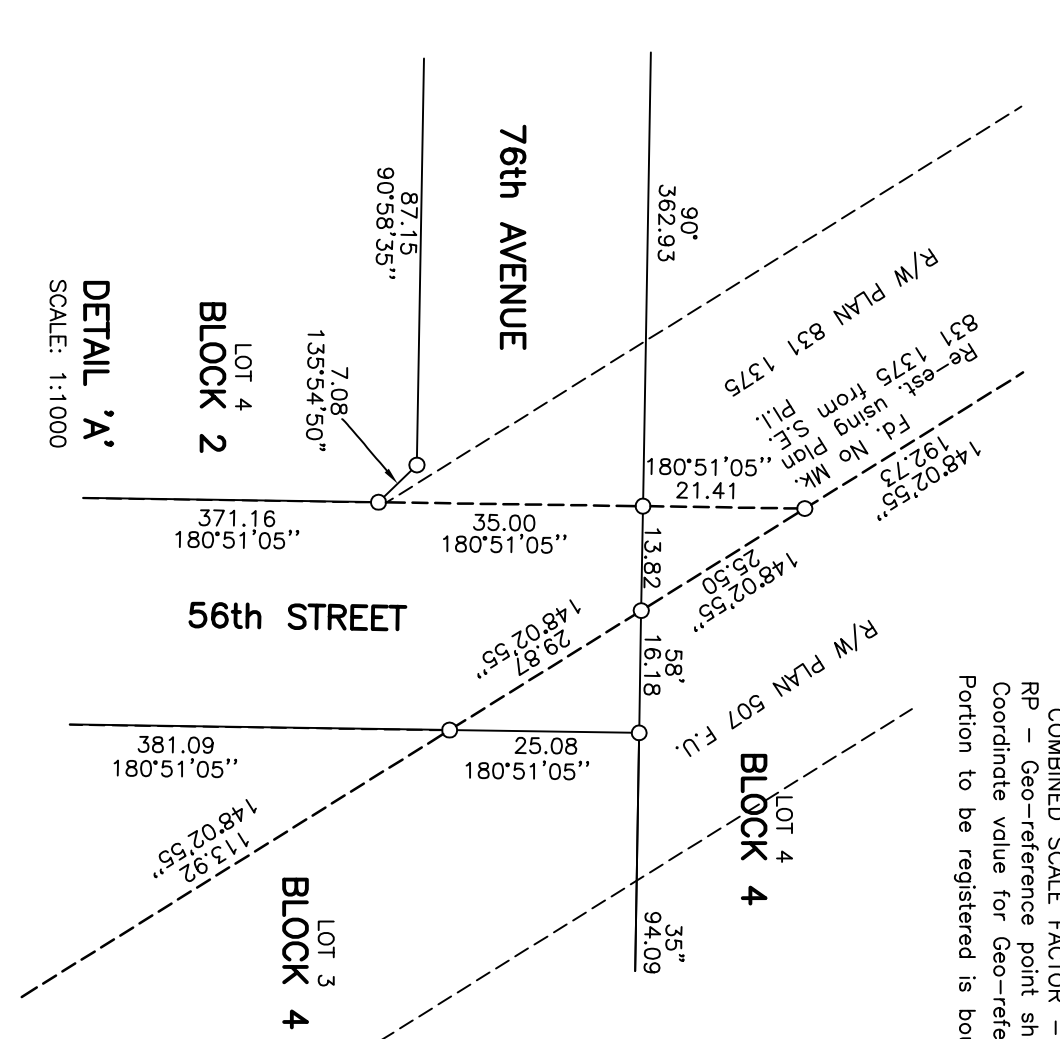 COMBINED SCALE FACTOR –
RP – Geo–reference point sh
Coordinate value for Geo–refe
Portion to be registered is bou
R/W PLAN 831 1375
Re–est. using Plan
831 1375 from S.E. P.I.
Fd. No Mk.
148°02'55"
192.73
90°
362.93
180°51'05"
21.41
76th AVENUE
87.15
90°58'35"
7.08
135°54'50"
LOT 4
BLOCK 2
DETAIL 'A'
SCALE: 1:1000
371.16
180°51'05"
35.00
180°51'05"
13.82
148°02'55"
25.50
56th STREET
148°02'55"
29.87
58'
16.18
R/W PLAN 507 F.U.
381.09
180°51'05"
25.08
180°51'05"
LOT 4
BLOCK 4
148°02'55"
113.92
LOT 3
BLOCK 4
35"
94.09